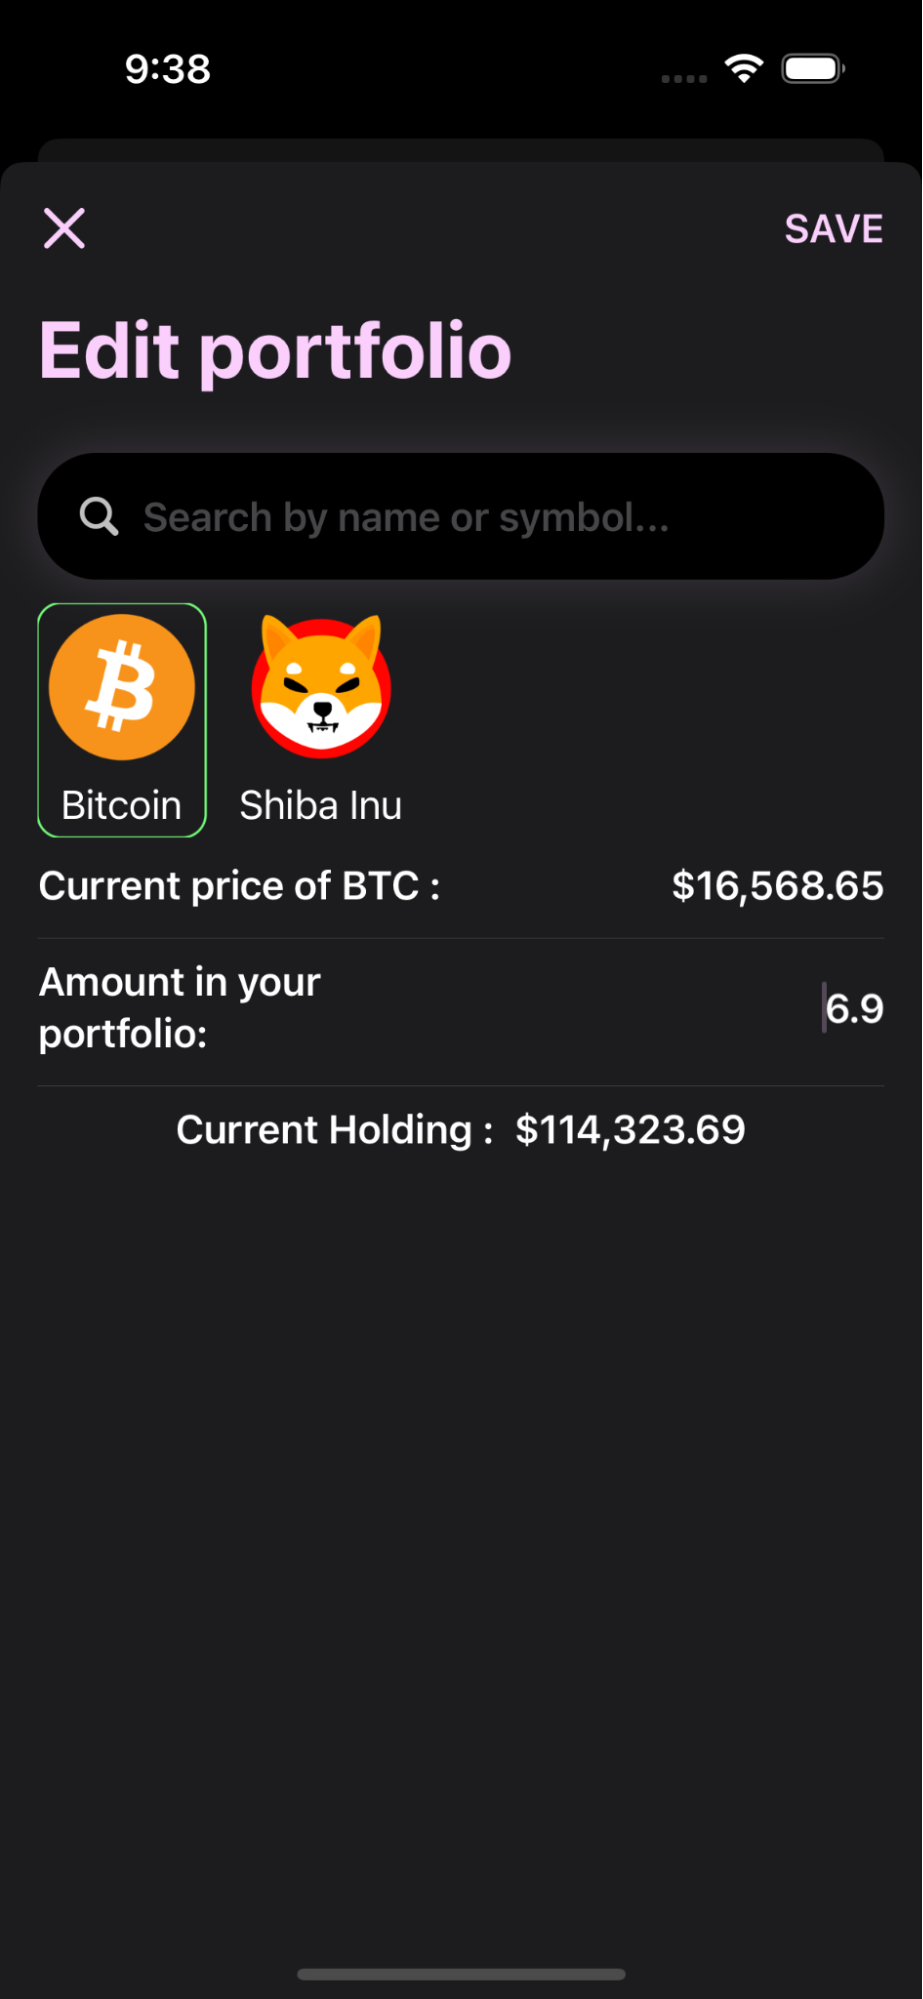 9:38
SAVE
Edit portfolio
Search by name or symbol...
Bitcoin
Shiba Inu
Current price of BTC : $16,568.65
Amount in your
portfolio:
6.9
Current Holding : $114,323.69